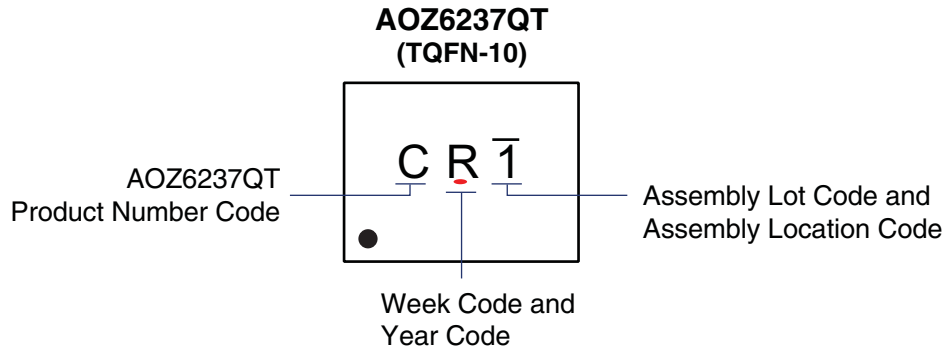 AOZ6237QT
(TQFN-10)
C R 1̅
AOZ6237QT
Product Number Code
Assembly Lot Code and
Assembly Location Code
Week Code and
Year Code